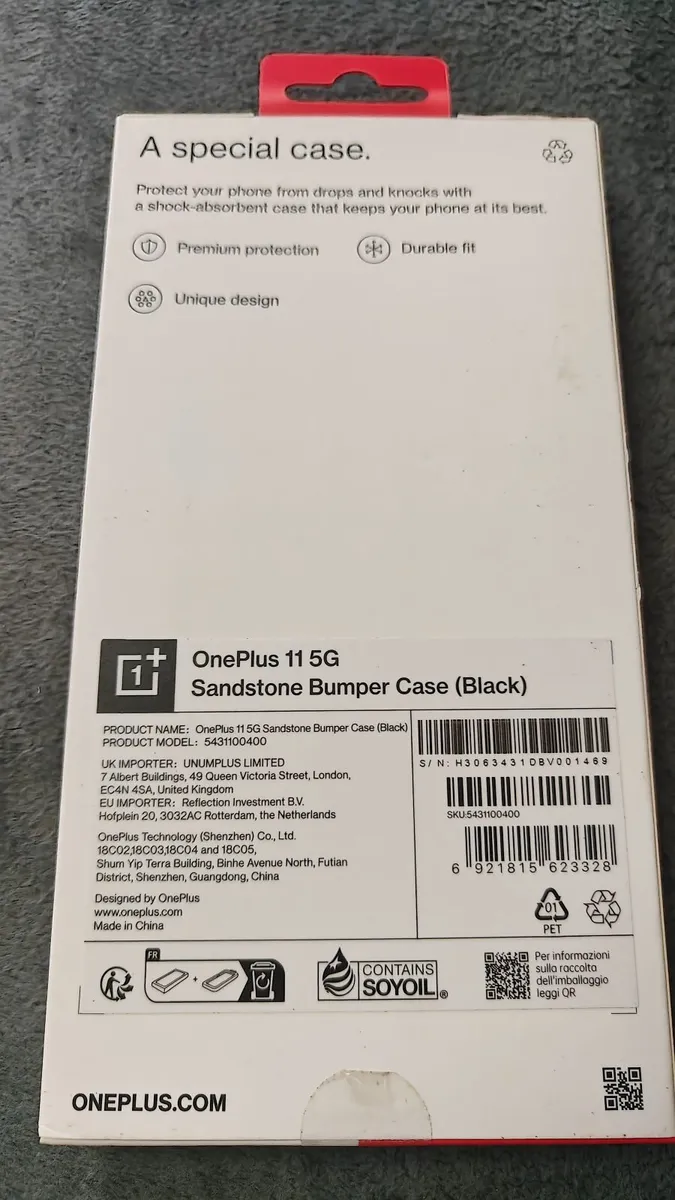 A special case.
Protect your phone from drops and knocks with
a shock-absorbent case that keeps your phone at its best.
Premium protection
Durable fit
Unique design
1+
OnePlus 11 5G
Sandstone Bumper Case (Black)
PRODUCT NAME: OnePlus 11 5G Sandstone Bumper Case (Black)
PRODUCT MODEL: 5431100400
UK IMPORTER: UNUMPLUS LIMITED
7 Albert Buildings, 49 Queen Victoria Street, London,
EC4N 4SA, United Kingdom
EU IMPORTER: Reflection Investment B.V.
Hofplein 20, 3032AC Rotterdam, the Netherlands
OnePlus Technology (Shenzhen) Co., Ltd.
18C02,18C03,18C04 and 18C05,
Shum Yip Terra Building, Binhe Avenue North, Futian
District, Shenzhen, Guangdong, China
Designed by OnePlus
www.oneplus.com
Made in China
S/N: H3063431DBV001469
SKU:5431100400
6 921815 623328
01
PET
FR
+
CONTAINS
SOYOIL®
Per informazioni
sulla raccolta
dell'imballaggio
leggi QR
ONEPLUS.COM